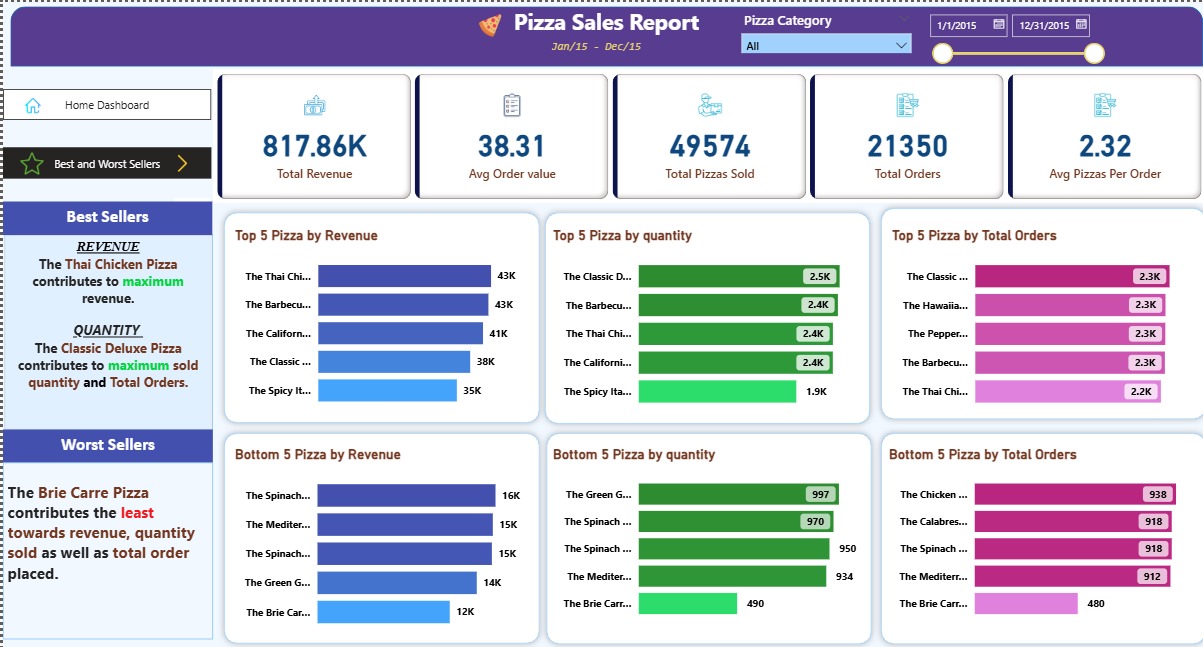 Pizza Sales Report
Jan/15 - Dec/15
Pizza Category
All
1/1/2015
12/31/2015
Home Dashboard
Best and Worst Sellers
817.86K
Total Revenue
38.31
Avg Order value
49574
Total Pizzas Sold
21350
Total Orders
2.32
Avg Pizzas Per Order
Best Sellers
REVENUE
The Thai Chicken Pizza
contributes to maximum
revenue.
QUANTITY
The Classic Deluxe Pizza
contributes to maximum sold
quantity and Total Orders.
Worst Sellers
The Brie Carre Pizza
contributes the least
towards revenue, quantity
sold as well as total order
placed.
Top 5 Pizza by Revenue
The Thai Chi... 43K
The Barbecu... 43K
The Californ... 41K
The Classic ... 38K
The Spicy It... 35K
Top 5 Pizza by quantity
The Classic D... 2.5K
The Barbecu... 2.4K
The Thai Chi... 2.4K
The Californi... 2.4K
The Spicy Ita... 1.9K
Top 5 Pizza by Total Orders
The Classic ... 2.3K
The Hawaiia... 2.3K
The Pepper... 2.3K
The Barbecu... 2.3K
The Thai Chi... 2.2K
Bottom 5 Pizza by Revenue
The Spinach... 16K
The Mediter... 15K
The Spinach... 15K
The Green G... 14K
The Brie Car... 12K
Bottom 5 Pizza by quantity
The Green G... 997
The Spinach ... 970
The Spinach ... 950
The Mediter... 934
The Brie Carr... 490
Bottom 5 Pizza by Total Orders
The Chicken ... 938
The Calabres... 918
The Spinach ... 918
The Mediterr... 912
The Brie Carr... 480